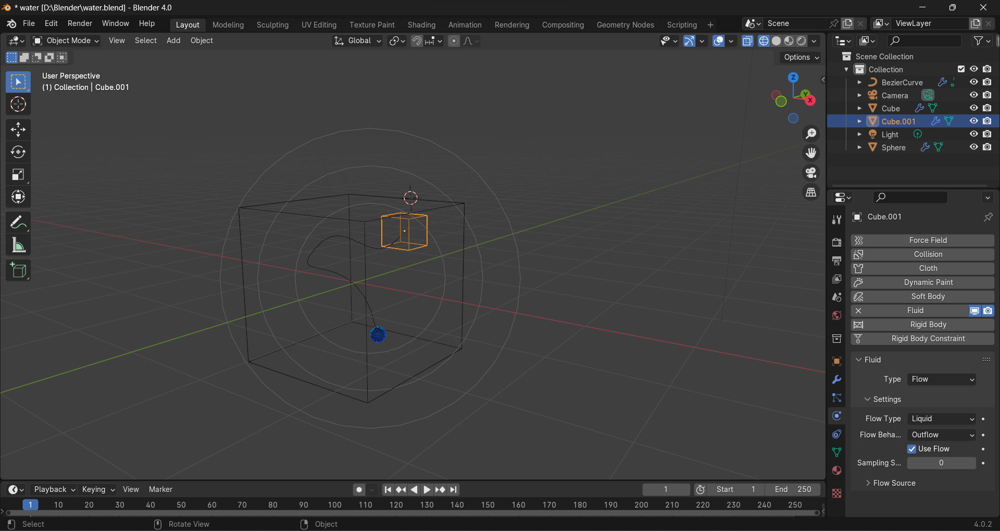 * water [D:\Blender\water.blend] - Blender 4.0
File Edit Render Window Help
Layout Modeling Sculpting UV Editing Texture Paint Shading Animation Rendering Compositing Geometry Nodes Scripting +
Scene
ViewLayer
Object Mode View Select Add Object
Global
Options
User Perspective
(1) Collection | Cube.001
Z
Y
X
Scene Collection
Collection
BezierCurve
Camera
Cube
Cube.001
Light
Sphere
Cube.001
Force Field
Collision
Cloth
Dynamic Paint
Soft Body
Fluid
Rigid Body
Rigid Body Constraint
Fluid
Type Flow
Settings
Flow Type Liquid
Flow Beha... Outflow
Use Flow
Sampling S... 0
Flow Source
Playback Keying View Marker
1
Start 1
End 250
1 10 20 30 40 50 60 70 80 90 100 110 120 130 140 150 160 170 180 190 200 210 220 230 240 250
Select
Rotate View
Object
4.0.2